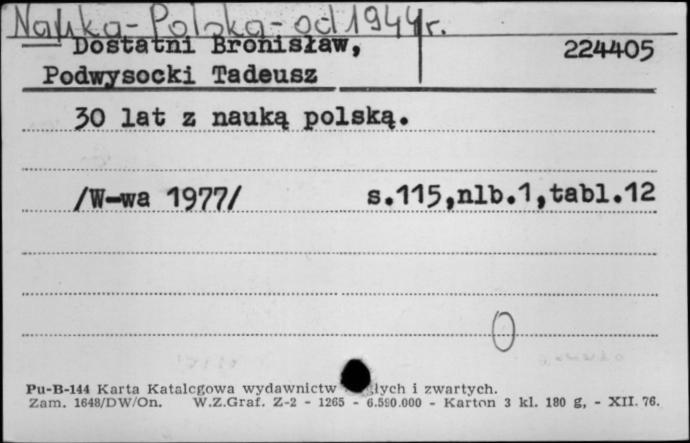 Nauka - Polska - od 1944 r.
Dostatni Bronisław, 224405
Podwysocki Tadeusz
30 lat z nauką polską.
/W-wa 1977/ s.115,nlb.1,tabl.12
Pu-B-144 Karta Katalogowa wydawnictw i zwartych.
Zam. 1648/DW/On. W.Z.Graf. Z-2 - 1265 - 6.590.000 - Karton 3 kl. 180 g, - XII. 76.